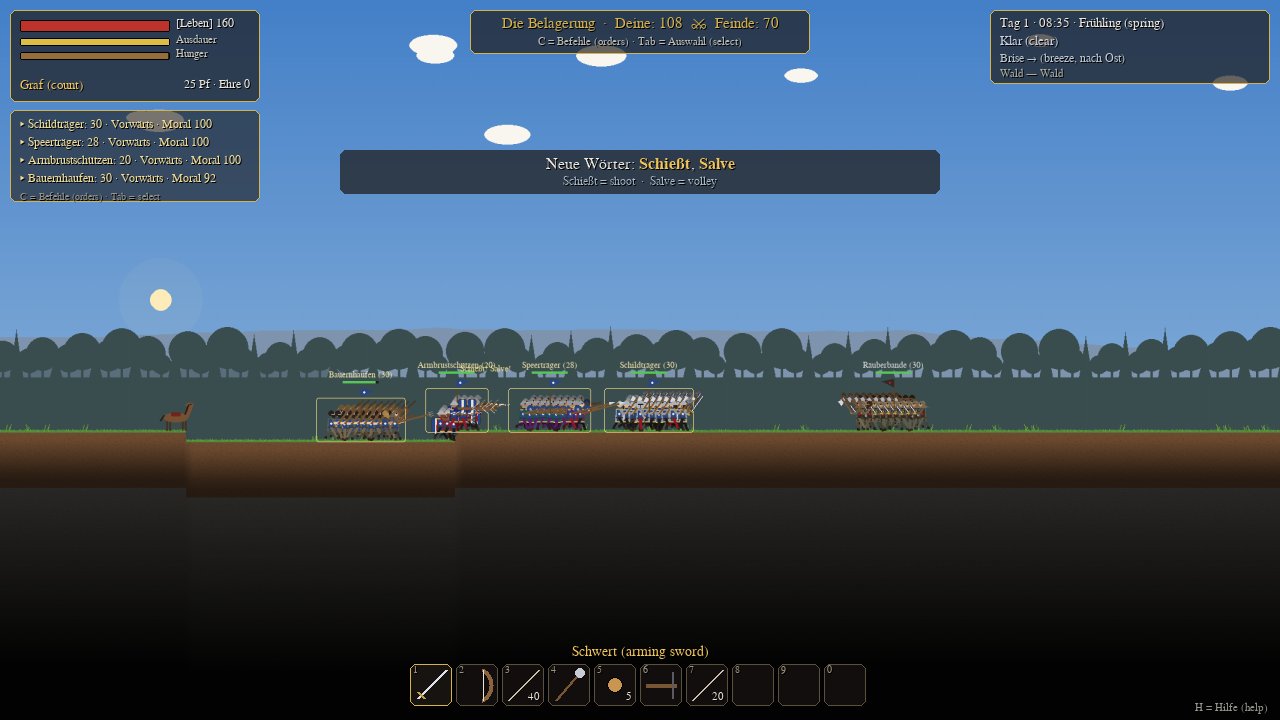 [Leben] 160
Ausdauer
Hunger
Graf (count)
25 Pf · Ehre 0
Die Belagerung · Deine: 108 ⚔ Feinde: 70
C = Befehle (orders) · Tab = Auswahl (select)
Tag 1 · 08:35 · Frühling (spring)
Klar (clear)
Brise → (breeze, nach Ost)
Wald — Wald
▸ Schildträger: 30 · Vorwärts · Moral 100
▸ Speerträger: 28 · Vorwärts · Moral 100
▸ Armbrustschützen: 20 · Vorwärts · Moral 100
▸ Bauernhaufen: 30 · Vorwärts · Moral 92
C = Befehle (orders) · Tab = select
Neue Wörter: Schießt, Salve
Schießt = shoot · Salve = volley
Bauernhaufen (30)
Armbrustschützen (20)
Salve!
Speerträger (28)
Schildträger (30)
Räuberbande (30)
Schwert (arming sword)
1 2 3 4 5 6 7 8 9 0
+0 5 20
H = Hilfe (help)